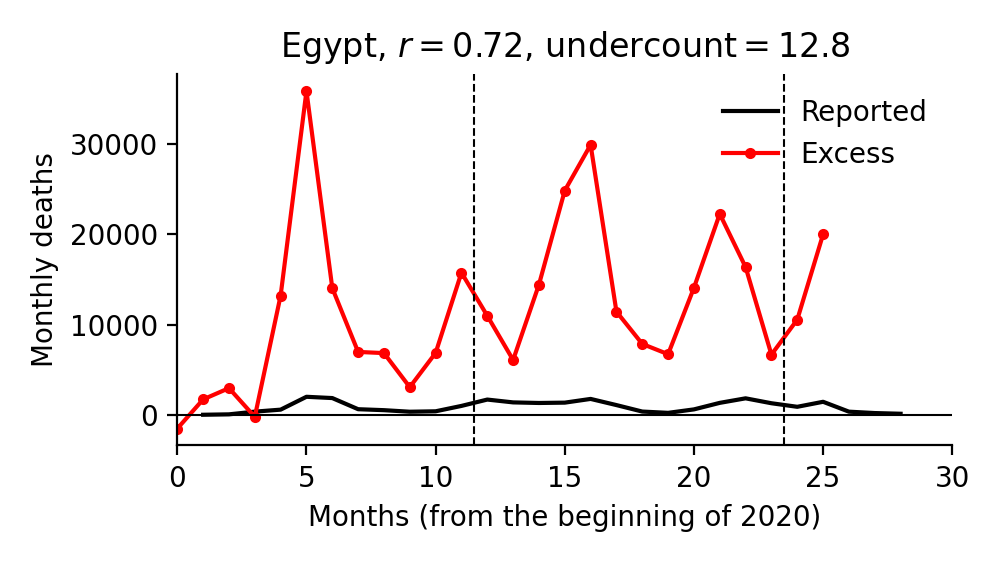 Egypt, r = 0.72, undercount = 12.8
Reported
Excess
Monthly deaths
30000
20000
10000
0
0 5 10 15 20 25 30
Months (from the beginning of 2020)